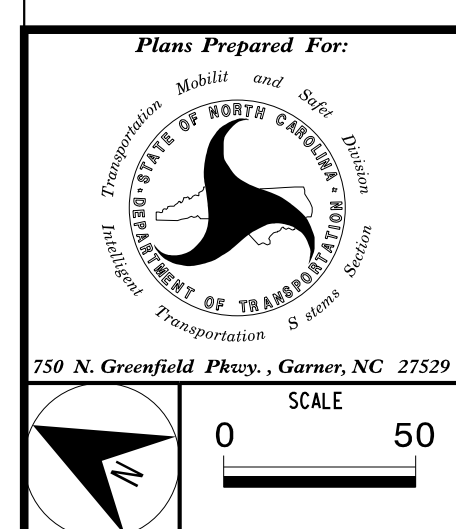 Plans Prepared For:
Transportation Mobilit and Safet Division
STATE OF NORTH CAROLINA
DEPARTMENT OF TRANSPORTATION
Intelligent Transportation S stems Section
750 N. Greenfield Pkwy. , Garner, NC 27529
SCALE
0 50
N